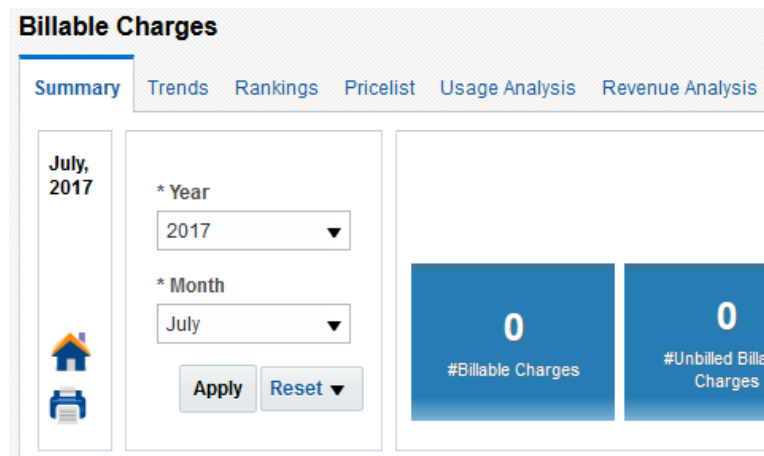 Billable Charges
Summary Trends Rankings Pricelist Usage Analysis Revenue Analysis
July,
2017
* Year
2017
* Month
July
Apply Reset
0
#Billable Charges
0
#Unbilled
Charges